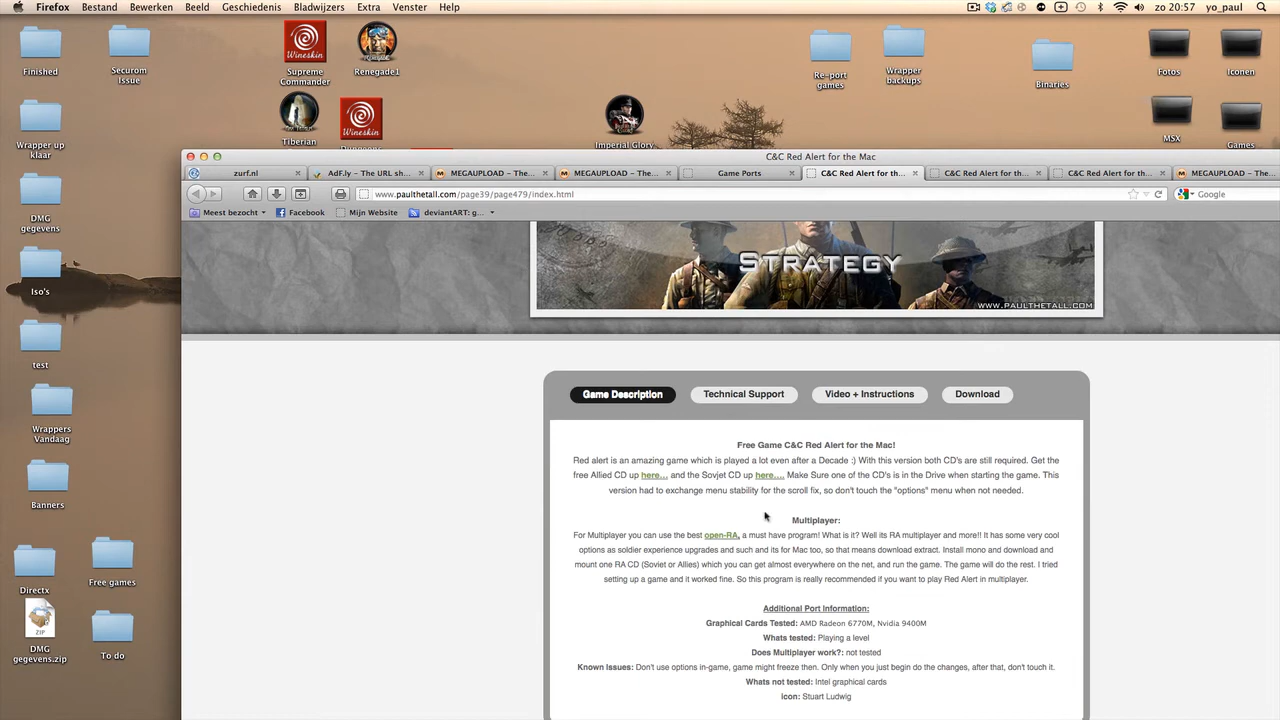 Firefox Bestand Bewerken Beeld Geschiedenis Bladwijzers Extra Venster Help zo 20:57 yo_paul
Finished
Securom
Issue
Supreme
Commander
Renegade1
Re-port
games
Wrapper
backups
Binaries
Fotos
Iconen
Wrapper up
klaar
Tiberian
Imperial Glory
MSX
Games
DMG
gegevens
Iso's
test
Wrappers
Vandaag
Banners
Directx
Free games
ZIP
DMG
gegevens.zip
To do
Wineskin
Wineskin
C&C Red Alert for the Mac
zurf.nl AdF.ly – The URL sh... MEGAUPLOAD – The... MEGAUPLOAD – The... Game Ports C&C Red Alert for th... C&C Red Alert for th... C&C Red Alert for th... MEGAUPLOAD – The...
www.paulthetall.com/page39/page479/index.html Google
Meest bezocht Facebook Mijn Website deviantART: g...
STRATEGY
WWW.PAULTHETALL.COM
Game Description Technical Support Video + Instructions Download
Free Game C&C Red Alert for the Mac!
Red alert is an amazing game which is played a lot even after a Decade :) With this version both CD's are still required. Get the
free Allied CD up here... and the Sovjet CD up here.... Make Sure one of the CD's is in the Drive when starting the game. This
version had to exchange menu stability for the scroll fix, so don't touch the "options" menu when not needed.
Multiplayer:
For Multiplayer you can use the best open-RA, a must have program! What is it? Well its RA multiplayer and more!! It has some very cool
options as soldier experience upgrades and such and its for Mac too, so that means download extract. Install mono and download and
mount one RA CD (Soviet or Allies) which you can get almost everywhere on the net, and run the game. The game will do the rest. I tried
setting up a game and it worked fine. So this program is really recommended if you want to play Red Alert in multiplayer.
Additional Port Information:
Graphical Cards Tested: AMD Radeon 6770M, Nvidia 9400M
Whats tested: Playing a level
Does Multiplayer work?: not tested
Known Issues: Don't use options in-game, game might freeze then. Only when you just begin do the changes, after that, don't touch it.
Whats not tested: Intel graphical cards
icon: Stuart Ludwig